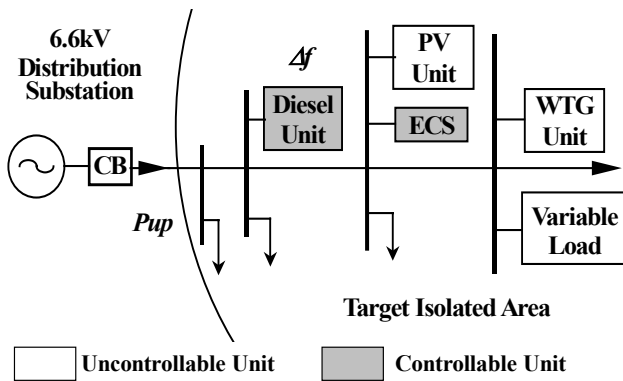 6.6kV
Distribution
Substation
CB
Pup
Δf
Diesel
Unit
PV
Unit
ECS
WTG
Unit
Variable
Load
Target Isolated Area
Uncontrollable Unit
Controllable Unit